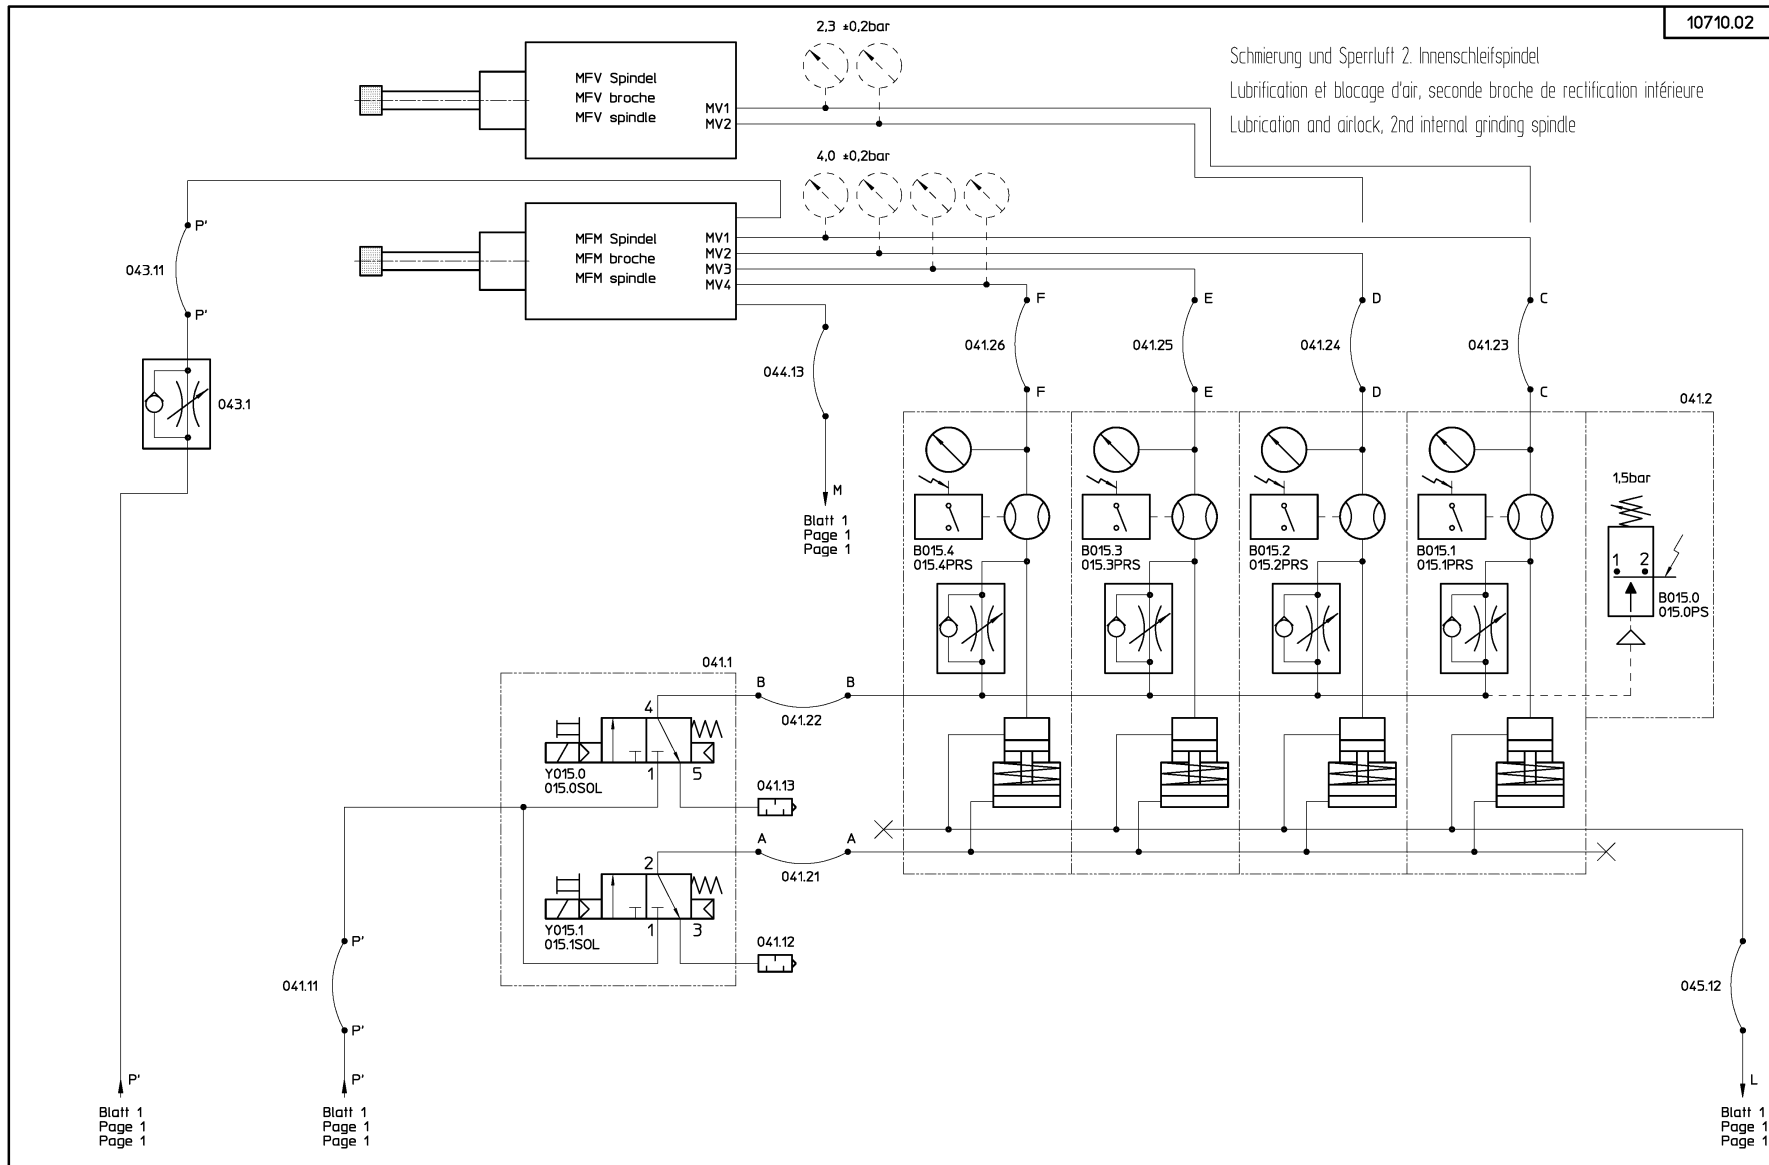 10710.02
2,3 ±0,2bar
Schmierung und Sperrluft 2. Innenschleifspindel
Lubrification et blocage d'air, seconde broche de rectification intérieure
Lubrication and airlock, 2nd internal grinding spindle
MFV Spindel
MFV broche
MFV spindle
MV1
MV2
4,0 ±0,2bar
MFM Spindel
MFM broche
MFM spindle
MV1
MV2
MV3
MV4
P'
043.11
P'
043.1
044.13
M
Blatt 1
Page 1
Page 1
F
E
D
C
041.26
041.25
041.24
041.23
F
E
D
C
041.2
1,5bar
B015.4
015.4PRS
B015.3
015.3PRS
B015.2
015.2PRS
B015.1
015.1PRS
1 2
B015.0
015.0PS
041.1
B
B
041.22
4
1
5
Y015.0
015.0SOL
041.13
A
A
041.21
2
1
3
Y015.1
015.1SOL
041.12
P'
041.11
P'
045.12
P'
Blatt 1
Page 1
Page 1
P'
Blatt 1
Page 1
Page 1
L
Blatt 1
Page 1
Page 1